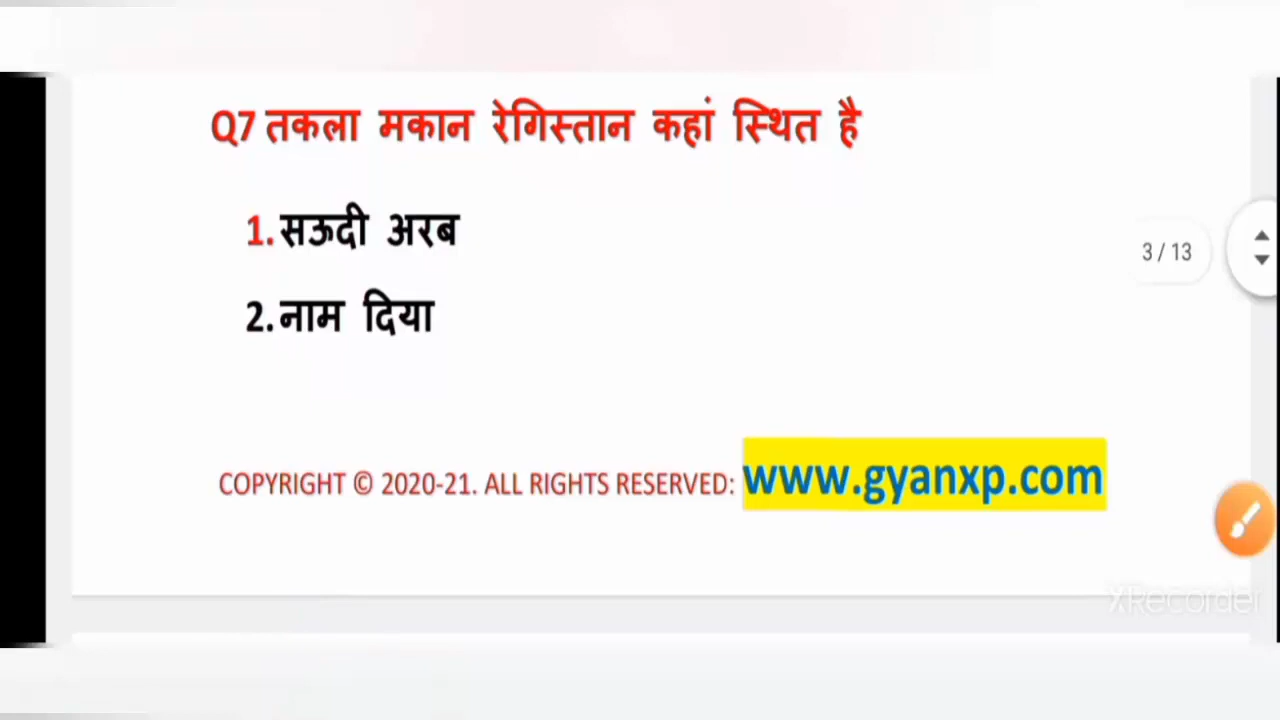 Q7 तकला मकान रेगिस्तान कहां स्थित है
1. सऊदी अरब
3 / 13
2. नाम दिया
COPYRIGHT © 2020-21. ALL RIGHTS RESERVED: www.gyanxp.com
XRecorder